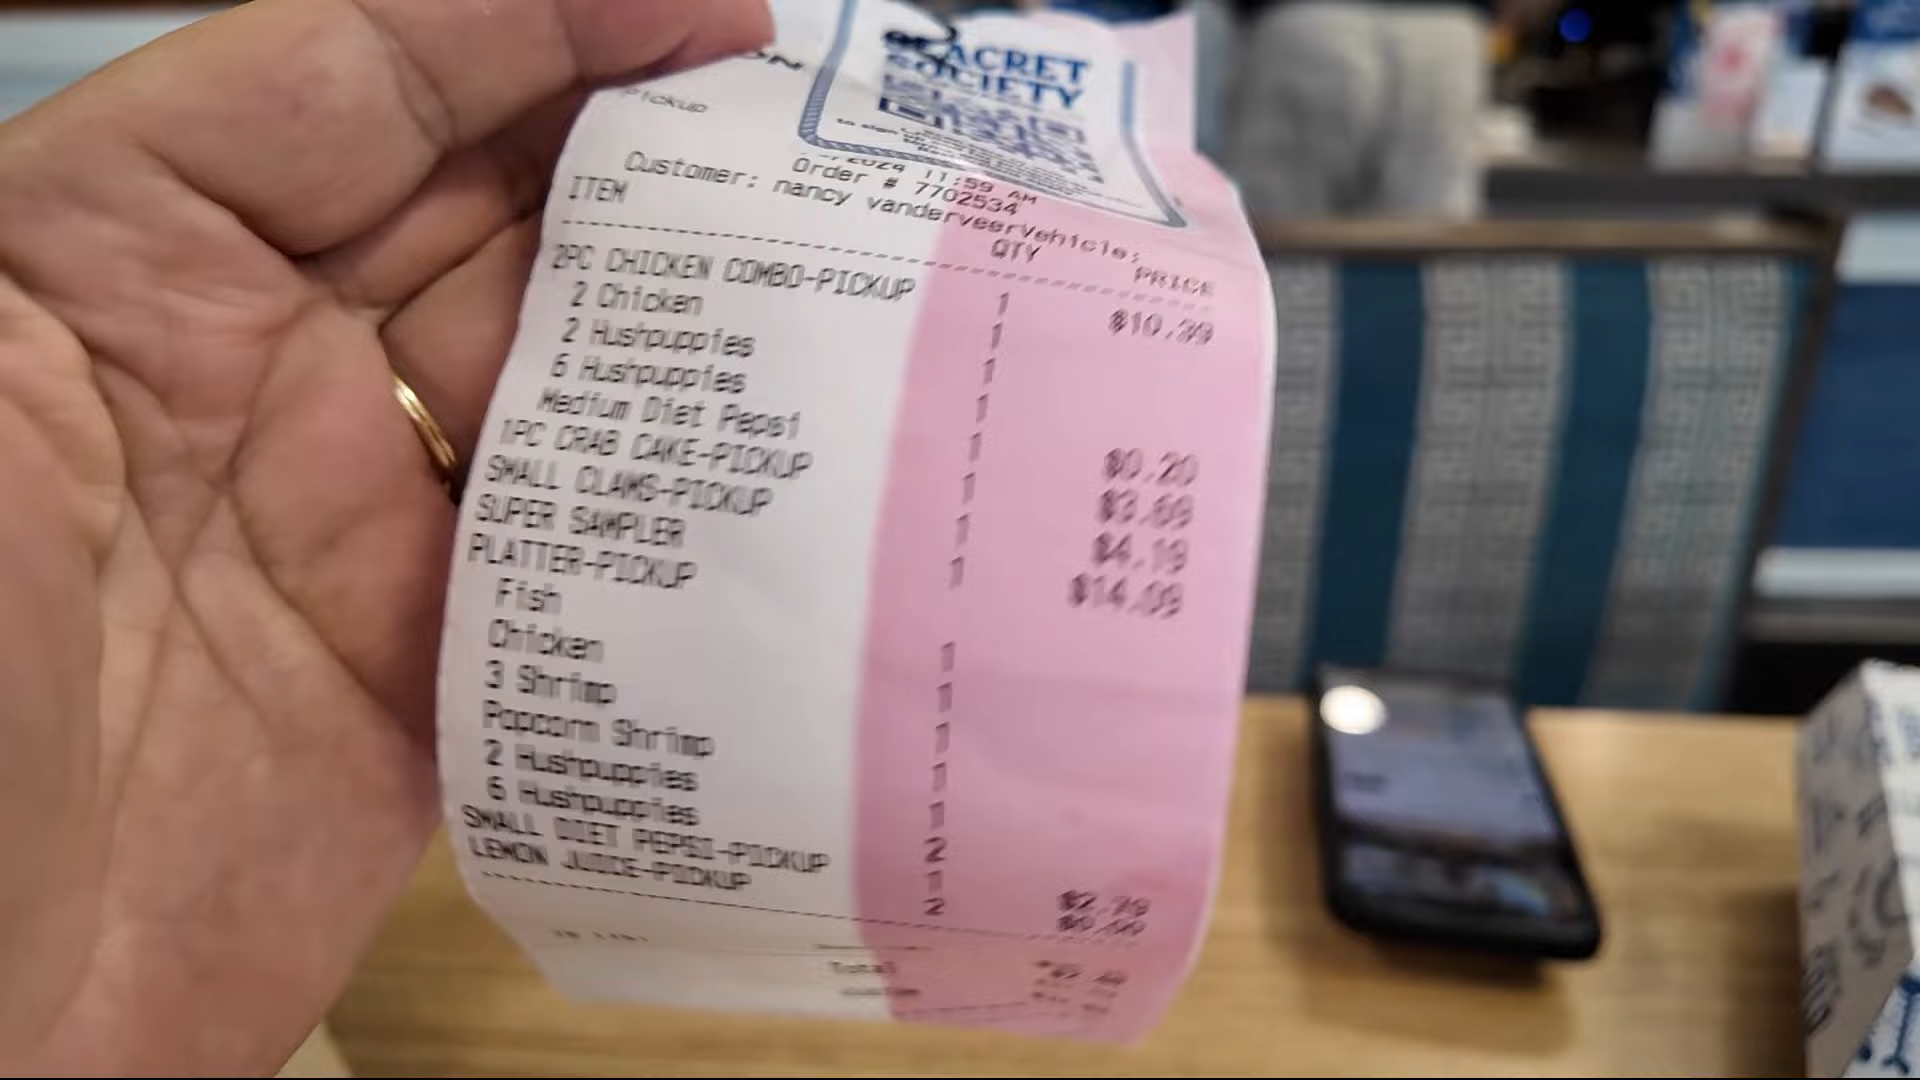 SEACRET
SOCIETY
Pickup
2024 11:59 AM
Order # 7702534
Customer: nancy vanderveerVehicle:
ITEM QTY PRICE
2PC CHICKEN COMBO-PICKUP 1 $10.39
2 Chicken 1
2 Hushpuppies 1
6 Hushpuppies 1
Medium Diet Pepsi 1 $0.20
1PC CRAB CAKE-PICKUP 1 $3.69
SMALL CLAMS-PICKUP 1 $4.19
SUPER SAMPLER 1 $14.09
PLATTER-PICKUP
Fish 1
Chicken 1
3 Shrimp 1
Popcorn Shrimp 1
2 Hushpuppies 1
6 Hushpuppies 2
SMALL DIET PEPSI-PICKUP 1 $2.79
LEMON JUICE-PICKUP 2
Total